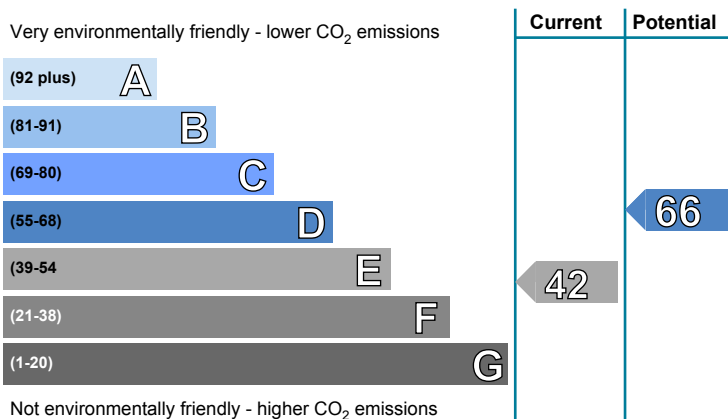 Current Potential
Very environmentally friendly - lower CO2 emissions
(92 plus) A
(81-91) B
(69-80) C
(55-68) D
66
(39-54 E
42
(21-38) F
(1-20) G
Not environmentally friendly - higher CO2 emissions